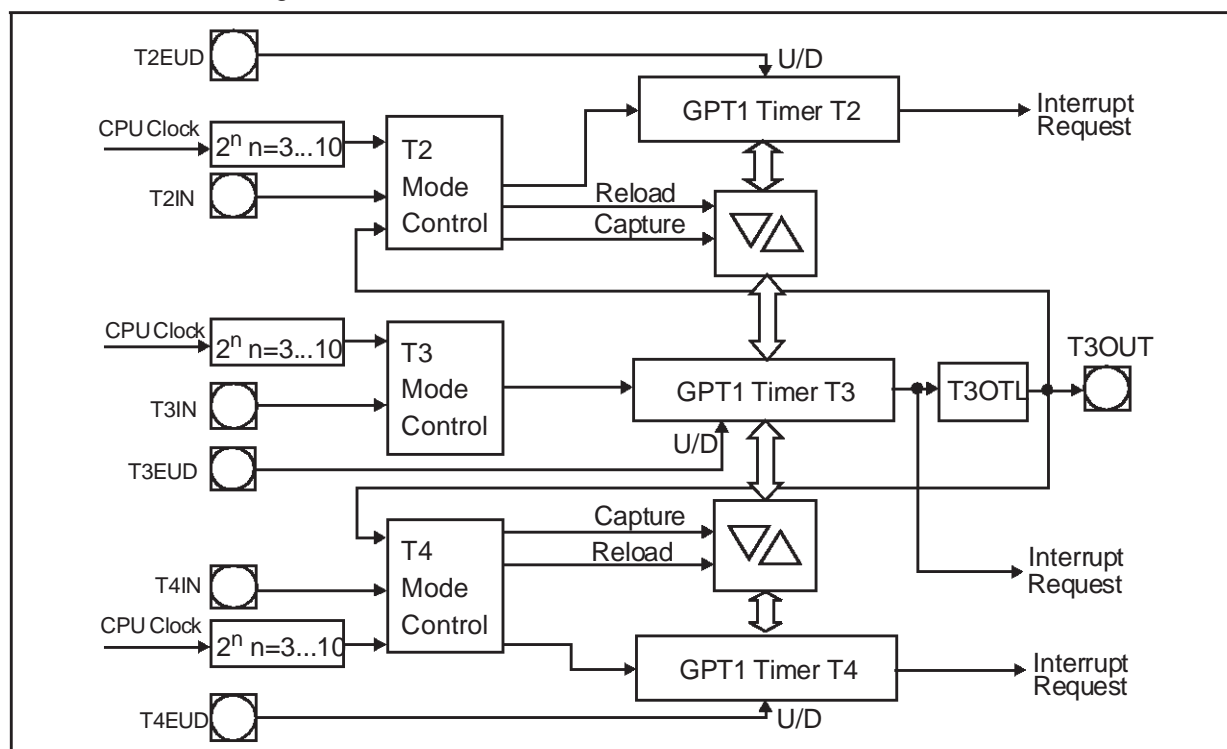 T2EUD
U/D
GPT1 Timer T2
Interrupt
Request
CPU Clock
2ⁿ n=3...10
T2
Mode
Control
T2IN
Reload
Capture
CPU Clock
2ⁿ n=3...10
T3
Mode
Control
T3IN
T3EUD
U/D
GPT1 Timer T3
T3OTL
T3OUT
Capture
Reload
T4
Mode
Control
T4IN
CPU Clock
2ⁿ n=3...10
Interrupt
Request
GPT1 Timer T4
Interrupt
Request
T4EUD
U/D